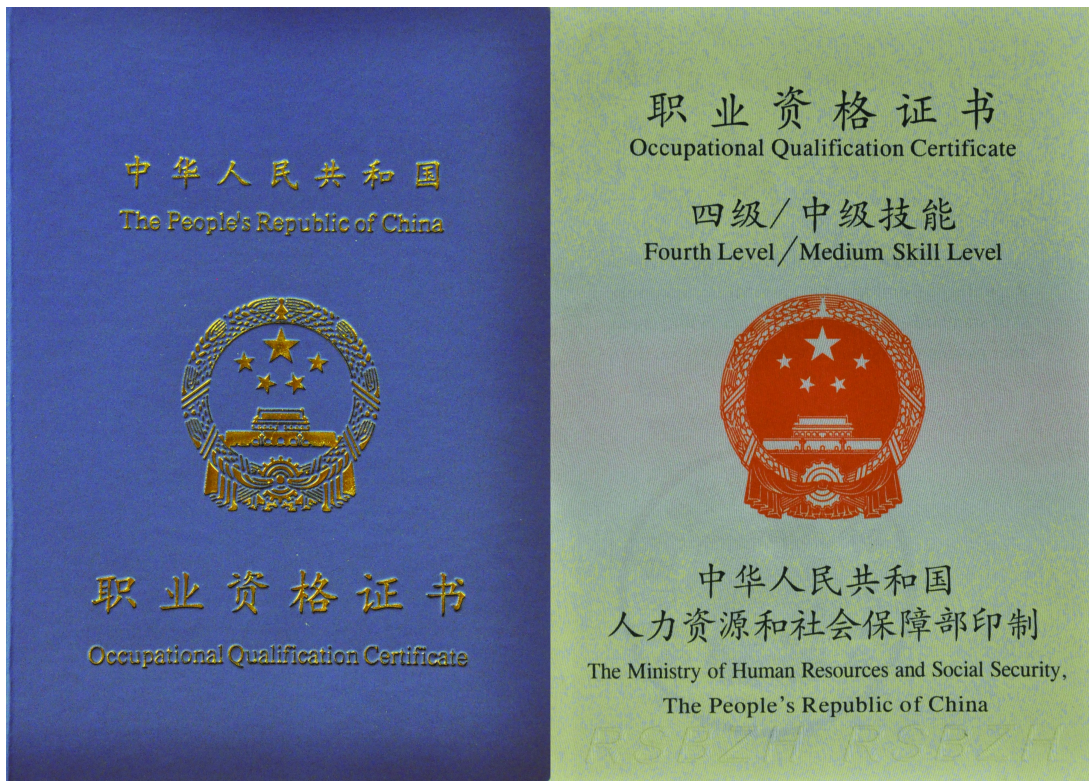 中华人民共和国
The People's Republic of China
职业资格证书
Occupational Qualification Certificate
职业资格证书
Occupational Qualification Certificate
四级/中级技能
Fourth Level/Medium Skill Level
中华人民共和国
人力资源和社会保障部印制
The Ministry of Human Resources and Social Security,
The People's Republic of China
RSBZH RSBZH